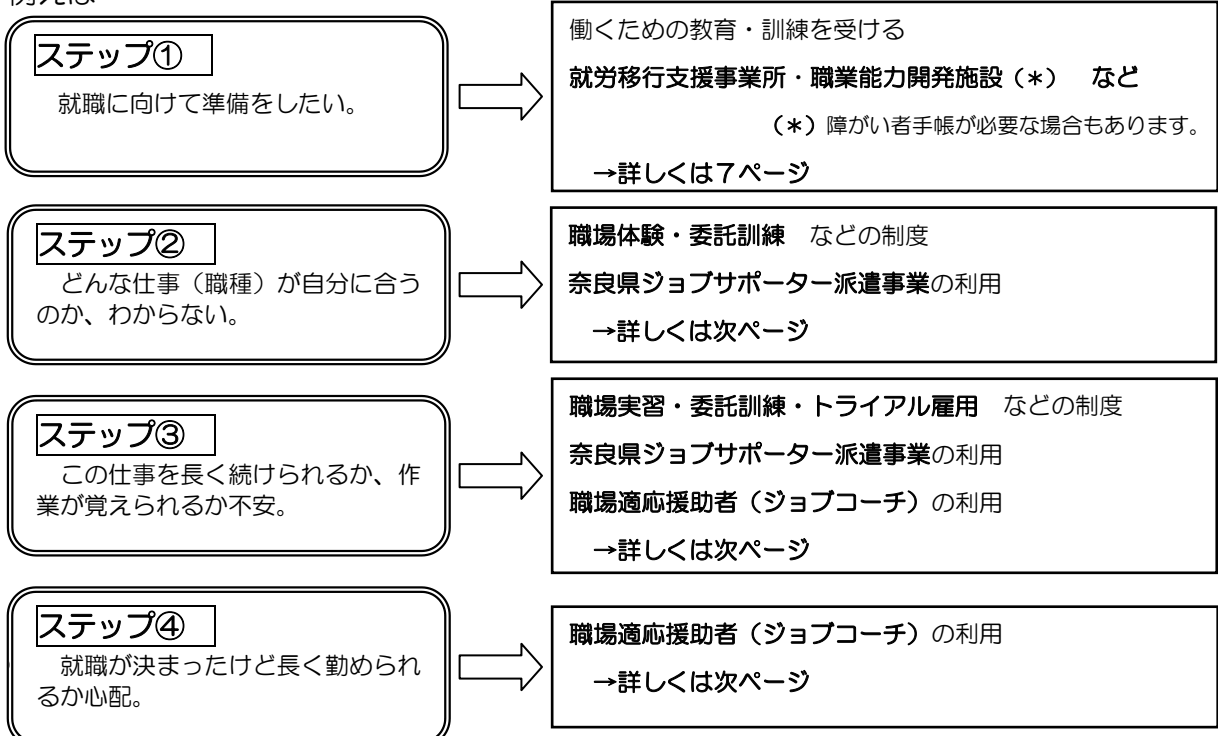 例えば
ステップ①
就職に向けて準備をしたい。
働くための教育・訓練を受ける
就労移行支援事業所・職業能力開発施設（＊）　など
（＊）障がい者手帳が必要な場合もあります。
→詳しくは７ページ
ステップ②
どんな仕事（職種）が自分に合う
のか、わからない。
職場体験・委託訓練　などの制度
奈良県ジョブサポーター派遣事業の利用
→詳しくは次ページ
ステップ③
この仕事を長く続けられるか、作
業が覚えられるか不安。
職場実習・委託訓練・トライアル雇用　などの制度
奈良県ジョブサポーター派遣事業の利用
職場適応援助者（ジョブコーチ）の利用
→詳しくは次ページ
ステップ④
就職が決まったけど長く勤められ
るか心配。
職場適応援助者（ジョブコーチ）の利用
→詳しくは次ページ